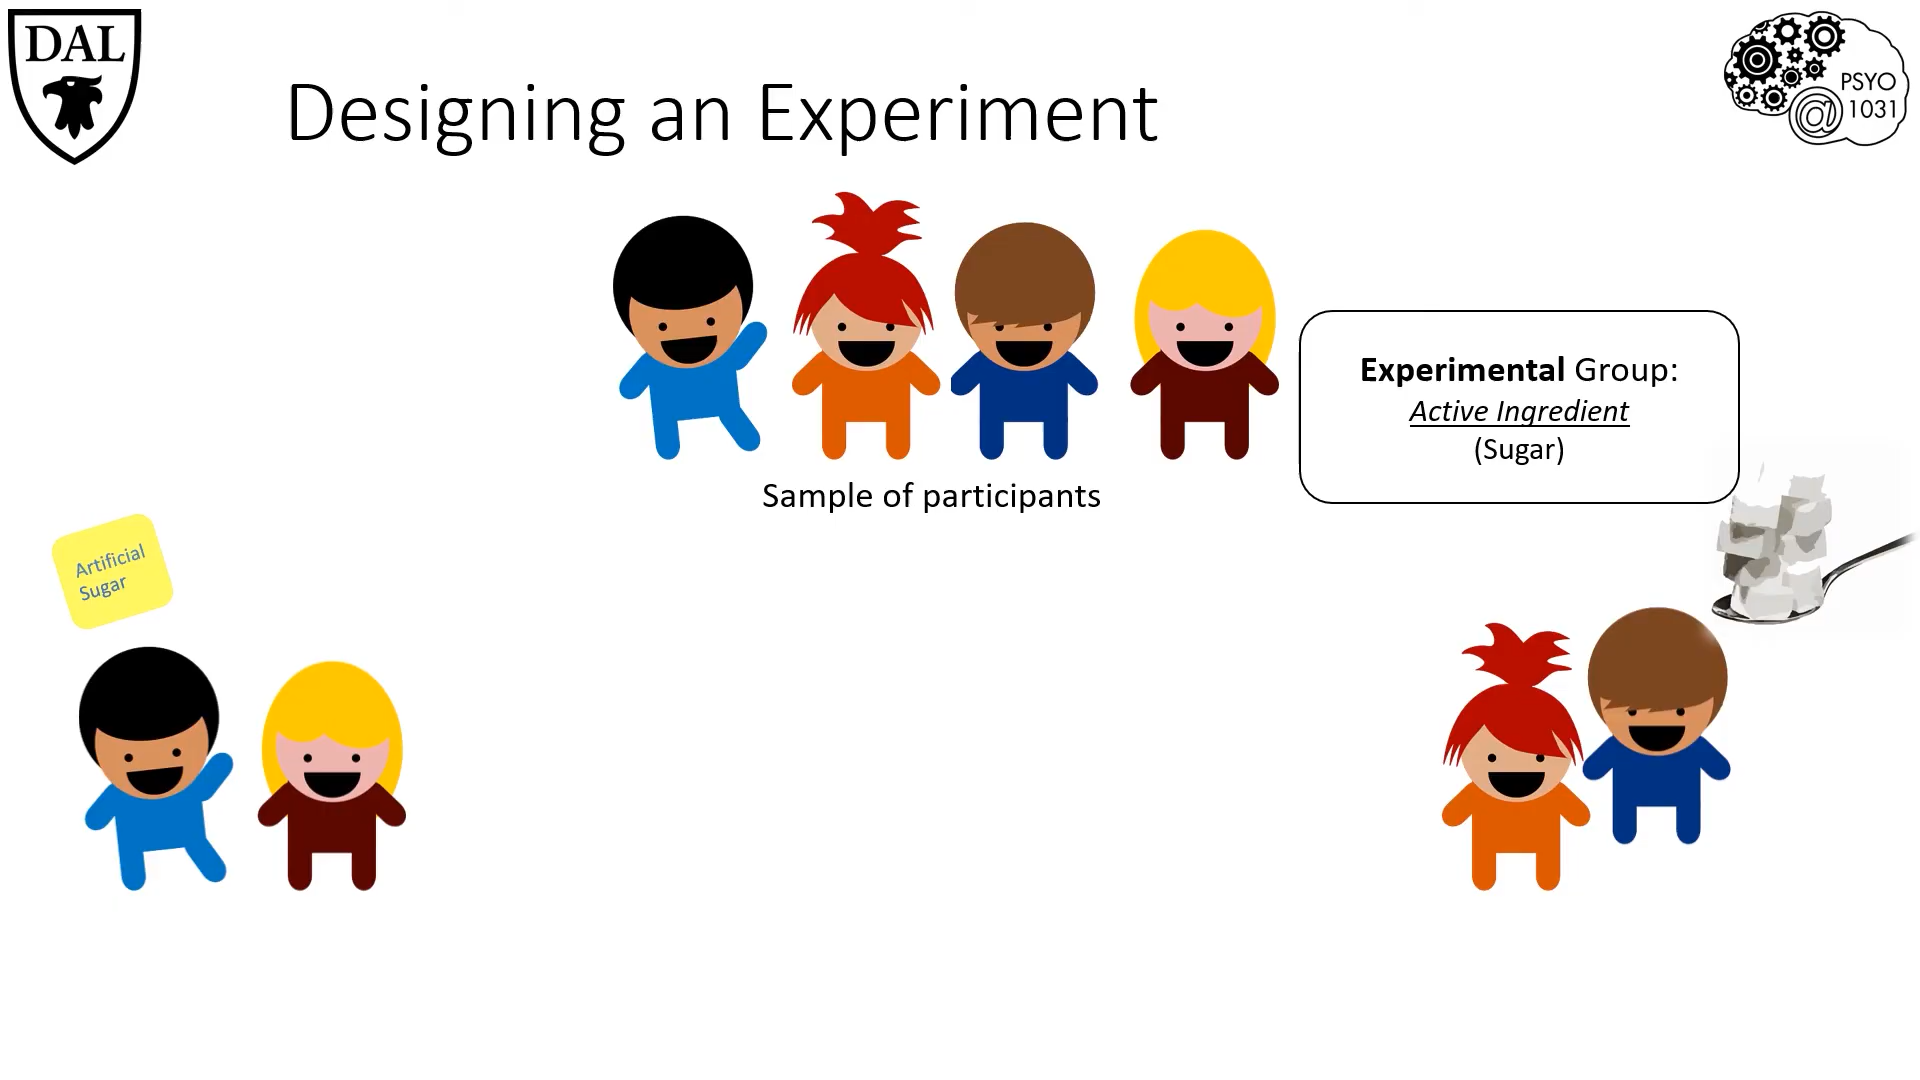 DAL
Designing an Experiment
PSYO
@ 1031
Experimental Group:
Active Ingredient
(Sugar)
Sample of participants
Artificial
Sugar